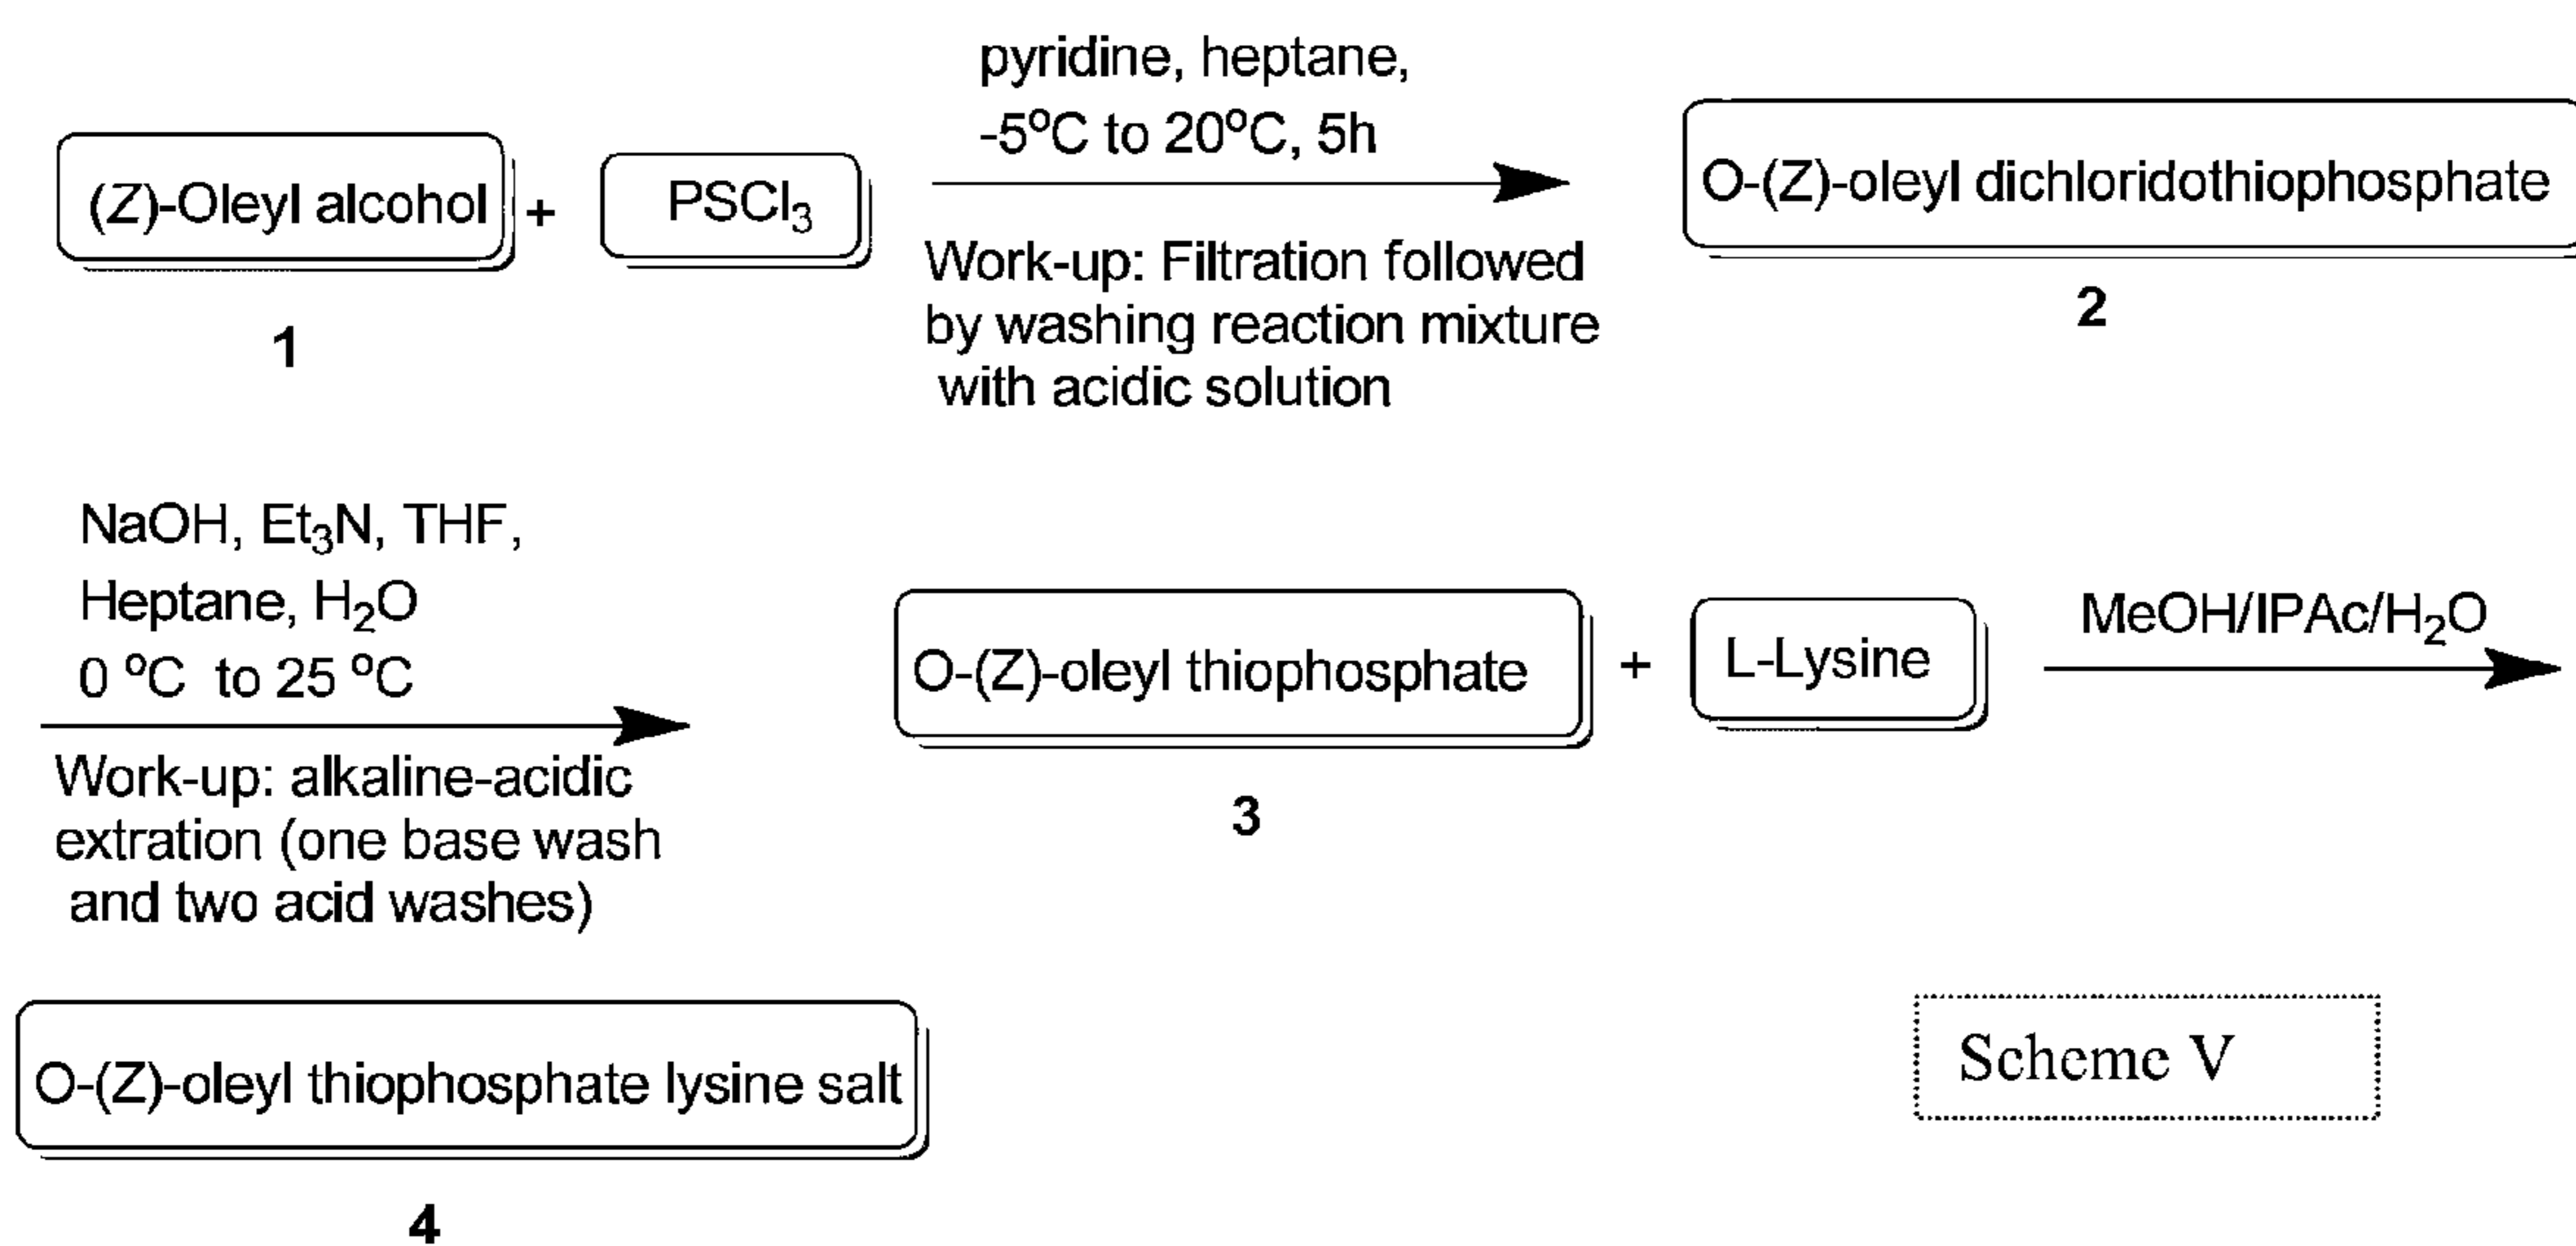 pyridine, heptane,
-5°C to 20°C, 5h
(Z)-Oleyl alcohol + PSCl₃
O-(Z)-oleyl dichloridothiophosphate
Work-up: Filtration followed
by washing reaction mixture
with acidic solution
1
2
NaOH, Et₃N, THF,
Heptane, H₂O
0 °C to 25 °C
Work-up: alkaline-acidic
extration (one base wash
and two acid washes)
O-(Z)-oleyl thiophosphate + L-Lysine
MeOH/IPAc/H₂O
3
O-(Z)-oleyl thiophosphate lysine salt
4
Scheme V